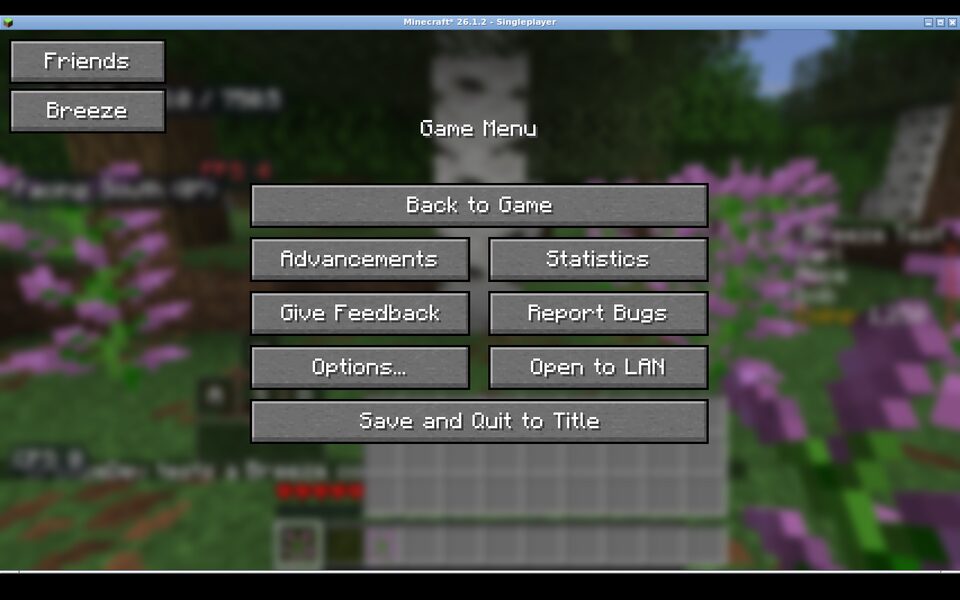 Minecraft* 26.1.2 - Singleplayer
Friends
Breeze
Game Menu
Back to Game
Advancements
Statistics
Give Feedback
Report Bugs
Options...
Open to LAN
Save and Quit to Title